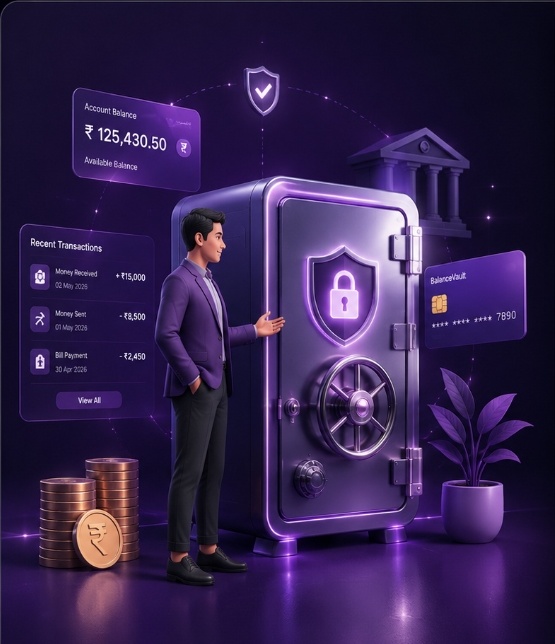 Account Balance
₹ 125,430.50
₹
Available Balance
Recent Transactions
Money Received
+ ₹15,000
02 May 2026
Money Sent
- ₹8,500
01 May 2026
Bill Payment
- ₹2,450
30 Apr 2026
View All
BalanceVault
**** **** **** 7890
₹